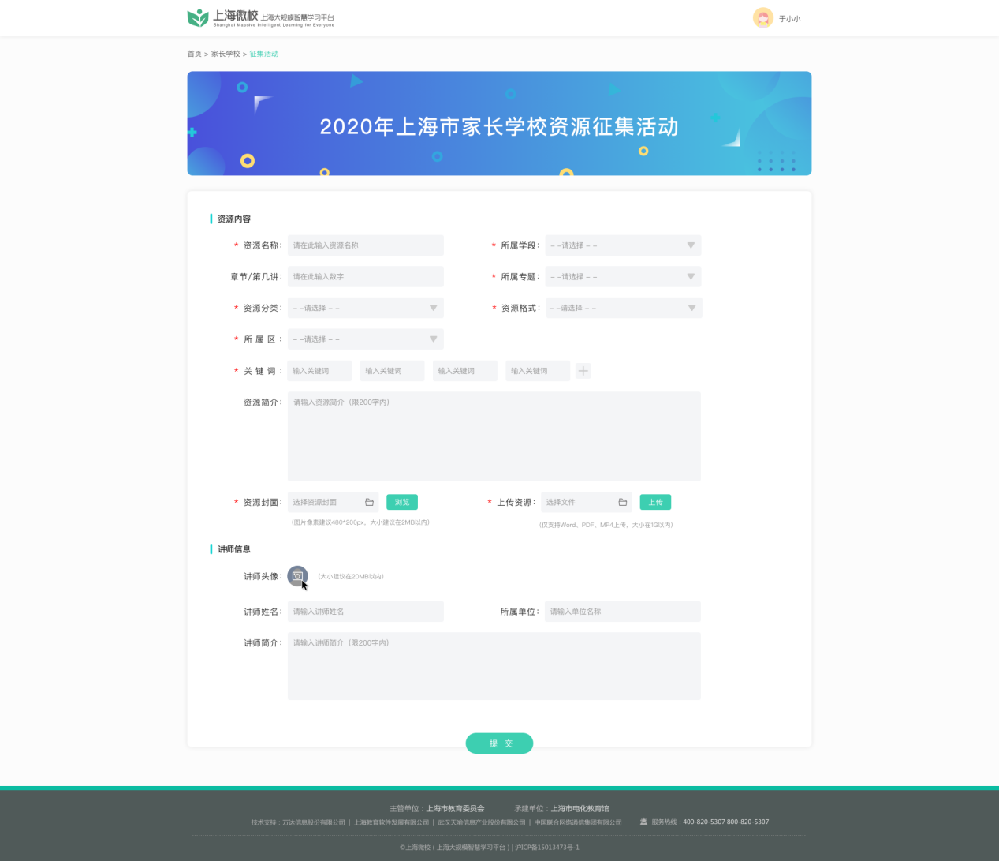 上海微校 上海大规模智慧学习平台
Shanghai Massive Intelligent Learning for Everyone
于小小
首页 > 家长学校 > 征集活动
2020年上海市家长学校资源征集活动
资源内容
* 资源名称： 请在此输入资源名称
* 所属学段： - -请选择 - -
章节/第几讲： 请在此输入数字
* 所属专题： - -请选择 - -
* 资源分类： - -请选择 - -
* 资源格式： - -请选择 - -
* 所 属 区： - -请选择 - -
* 关 键 词： 输入关键词 输入关键词 输入关键词 输入关键词
资源简介： 请输入资源简介（限200字内）
* 资源封面： 选择资源封面 浏览
* 上传资源： 选择文件 上传
（图片像素建议480*200px，大小建议在2MB以内）
（仅支持Word、PDF、MP4上传，大小在1G以内）
讲师信息
讲师头像： （大小建议在20MB以内）
讲师姓名： 请输入讲师姓名
所属单位： 请输入单位名称
讲师简介： 请输入讲师简介（限200字内）
提 交
主管单位：上海市教育委员会 承建单位：上海市电化教育馆
技术支持：万达信息股份有限公司 | 上海教育软件发展有限公司 | 武汉天喻信息产业股份有限公司 | 中国联合网络通信集团有限公司 服务热线：400-820-5307 800-820-5307
©上海微校 ( 上海大规模智慧学习平台 ) | 沪ICP备15013473号-1